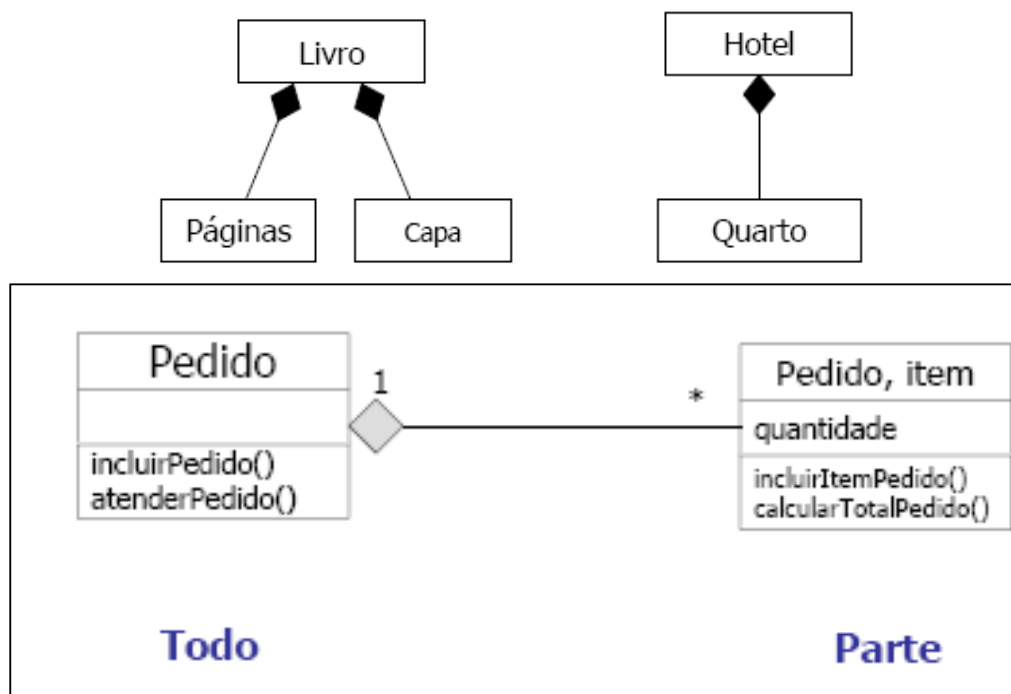 Livro
Hotel
Páginas
Capa
Quarto
Pedido
incluirPedido()
atenderPedido()
1
*
Pedido, item
quantidade
incluirItemPedido()
calcularTotalPedido()
Todo
Parte